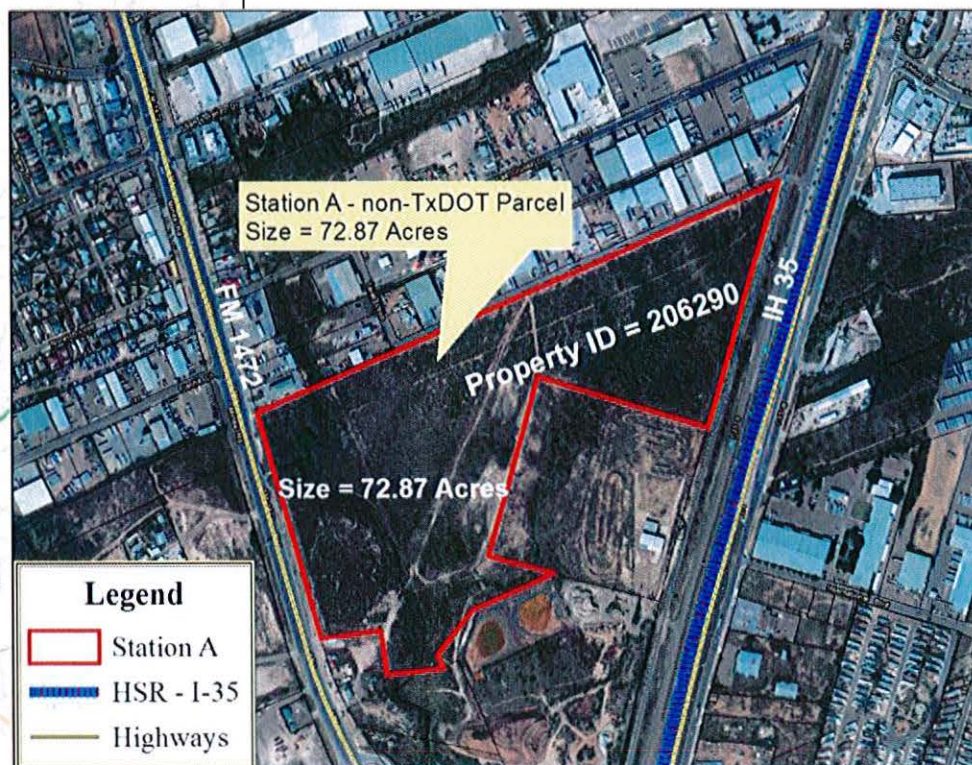 Station A - non-TxDOT Parcel
Size = 72.87 Acres
FM 1472
Property ID = 206290
IH 35
Size = 72.87 Acres
Legend
Station A
HSR - I-35
Highways